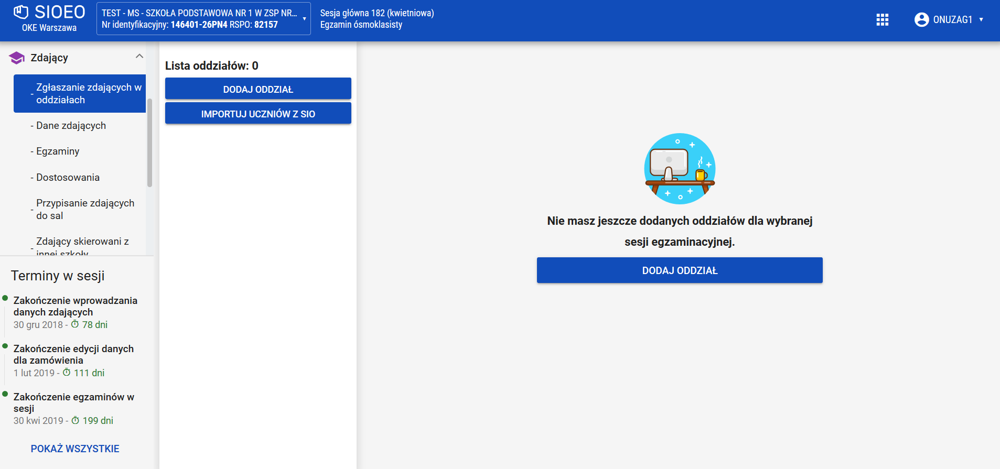 SIOEO
OKE Warszawa
TEST - MS - SZKOŁA PODSTAWOWA NR 1 W ZSP NR...
Nr identyfikacyjny: 146401-26PN4 RSPO: 82157
Sesja główna 182 (kwietniowa)
Egzamin ósmoklasisty
ONUZAG1
Zdający
- Zgłaszanie zdających w
oddziałach
- Dane zdających
- Egzaminy
- Dostosowania
- Przypisanie zdających
do sal
- Zdający skierowani z
innej szkoły
Terminy w sesji
Zakończenie wprowadzania
danych zdających
30 gru 2018 - 78 dni
Zakończenie edycji danych
dla zamówienia
1 lut 2019 - 111 dni
Zakończenie egzaminów w
sesji
30 kwi 2019 - 199 dni
POKAŻ WSZYSTKIE
Lista oddziałów: 0
DODAJ ODDZIAŁ
IMPORTUJ UCZNIÓW Z SIO
Nie masz jeszcze dodanych oddziałów dla wybranej
sesji egzaminacyjnej.
DODAJ ODDZIAŁ